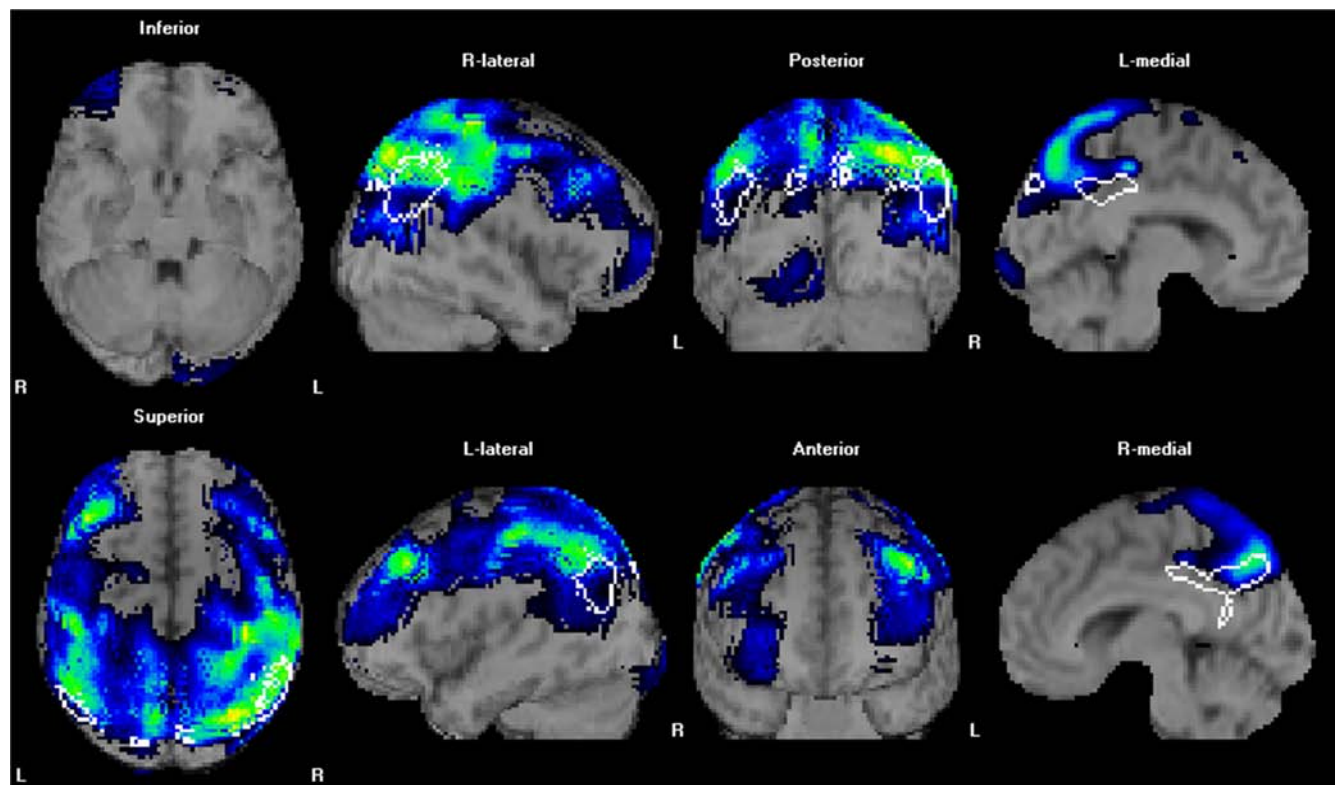 Inferior
R-lateral
Posterior
L-medial
R
L
L
R
Superior
L-lateral
Anterior
R-medial
L
R
R
L